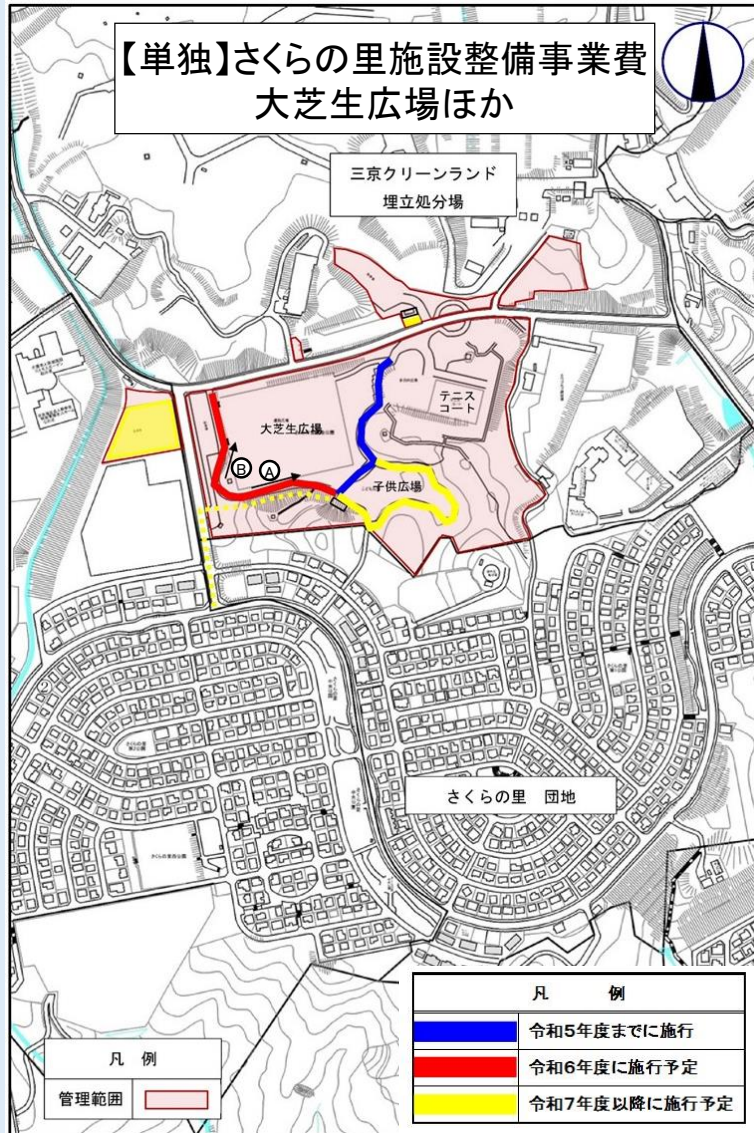 【単独】さくらの里施設整備事業費
大芝生広場ほか
三京クリーンランド
埋立処分場
テニス
コート
大芝生広場
Ⓑ Ⓐ
子供広場
さくらの里 団地
凡 例
令和5年度までに施行
令和6年度に施行予定
令和7年度以降に施行予定
凡 例
管理範囲